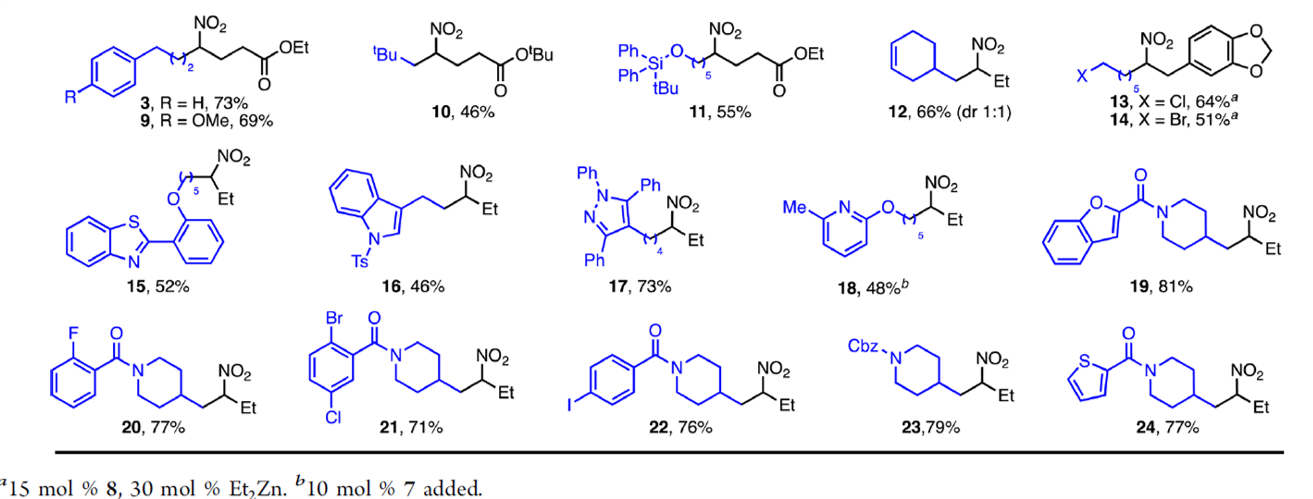 NO2
OEt
O
( )2
R
3, R = H, 73%
9, R = OMe, 69%
tBu
NO2
OtBu
O
10, 46%
Ph
Ph
Si
O
tBu
5
NO2
OEt
O
11, 55%
NO2
Et
12, 66% (dr 1:1)
X
5
NO2
O
O
13, X = Cl, 64%a
14, X = Br, 51%a
NO2
( )5
Et
O
S
N
15, 52%
NO2
Et
N
Ts
16, 46%
Ph
N
N
Ph
Ph
NO2
Et
4
17, 73%
Me
N
O
5
NO2
Et
18, 48%b
O
O
N
NO2
Et
19, 81%
F
O
N
NO2
Et
20, 77%
Br
O
N
Cl
NO2
Et
21, 71%
O
N
I
NO2
Et
22, 76%
Cbz
N
NO2
Et
23,79%
S
O
N
NO2
Et
24, 77%
a15 mol % 8, 30 mol % Et2Zn. b10 mol % 7 added.